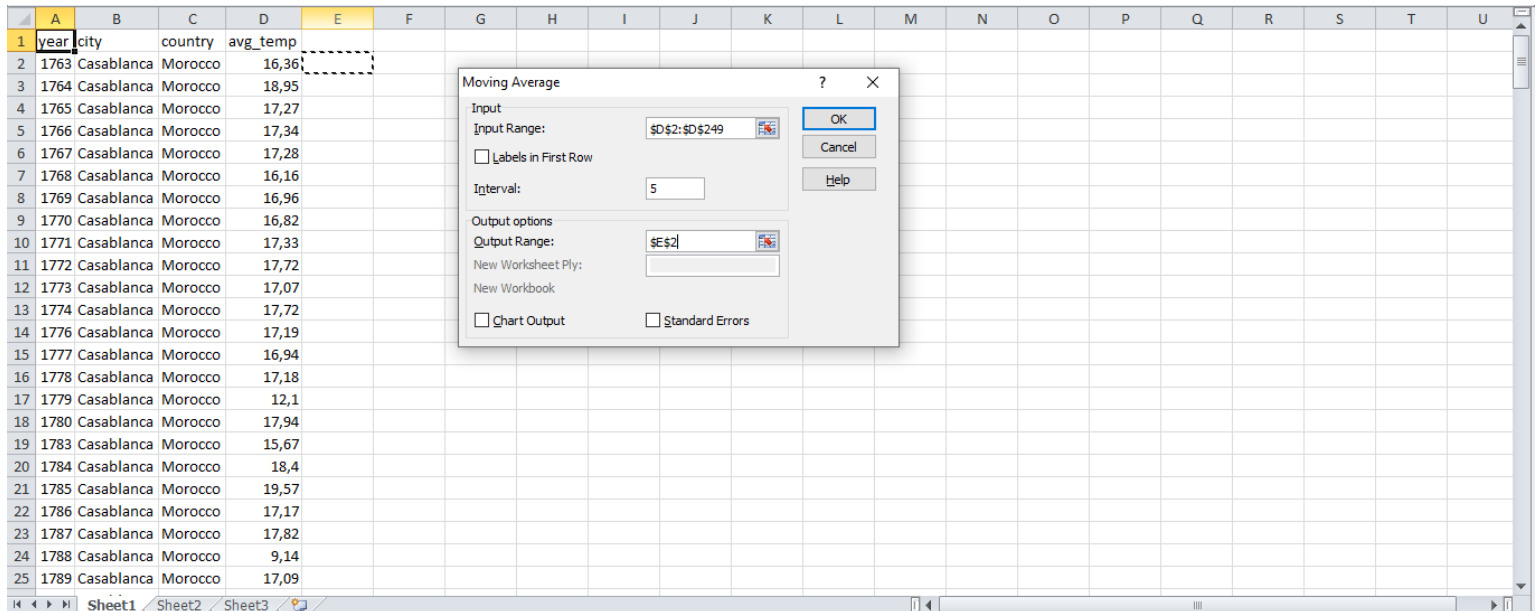 A B C D E F G H I J K L M N O P Q R S T U
1 year city country avg_temp
2 1763 Casablanca Morocco 16,36
3 1764 Casablanca Morocco 18,95
4 1765 Casablanca Morocco 17,27
5 1766 Casablanca Morocco 17,34
6 1767 Casablanca Morocco 17,28
7 1768 Casablanca Morocco 16,16
8 1769 Casablanca Morocco 16,96
9 1770 Casablanca Morocco 16,82
10 1771 Casablanca Morocco 17,33
11 1772 Casablanca Morocco 17,72
12 1773 Casablanca Morocco 17,07
13 1774 Casablanca Morocco 17,72
14 1776 Casablanca Morocco 17,19
15 1777 Casablanca Morocco 16,94
16 1778 Casablanca Morocco 17,18
17 1779 Casablanca Morocco 12,1
18 1780 Casablanca Morocco 17,94
19 1783 Casablanca Morocco 15,67
20 1784 Casablanca Morocco 18,4
21 1785 Casablanca Morocco 19,57
22 1786 Casablanca Morocco 17,17
23 1787 Casablanca Morocco 17,82
24 1788 Casablanca Morocco 9,14
25 1789 Casablanca Morocco 17,09
Moving Average ?
Input
Input Range: $D$2:$D$249
Labels in First Row
Interval: 5
Output options
Output Range: $E$2
New Worksheet Ply:
New Workbook
Chart Output Standard Errors
OK
Cancel
Help
Sheet1 Sheet2 Sheet3